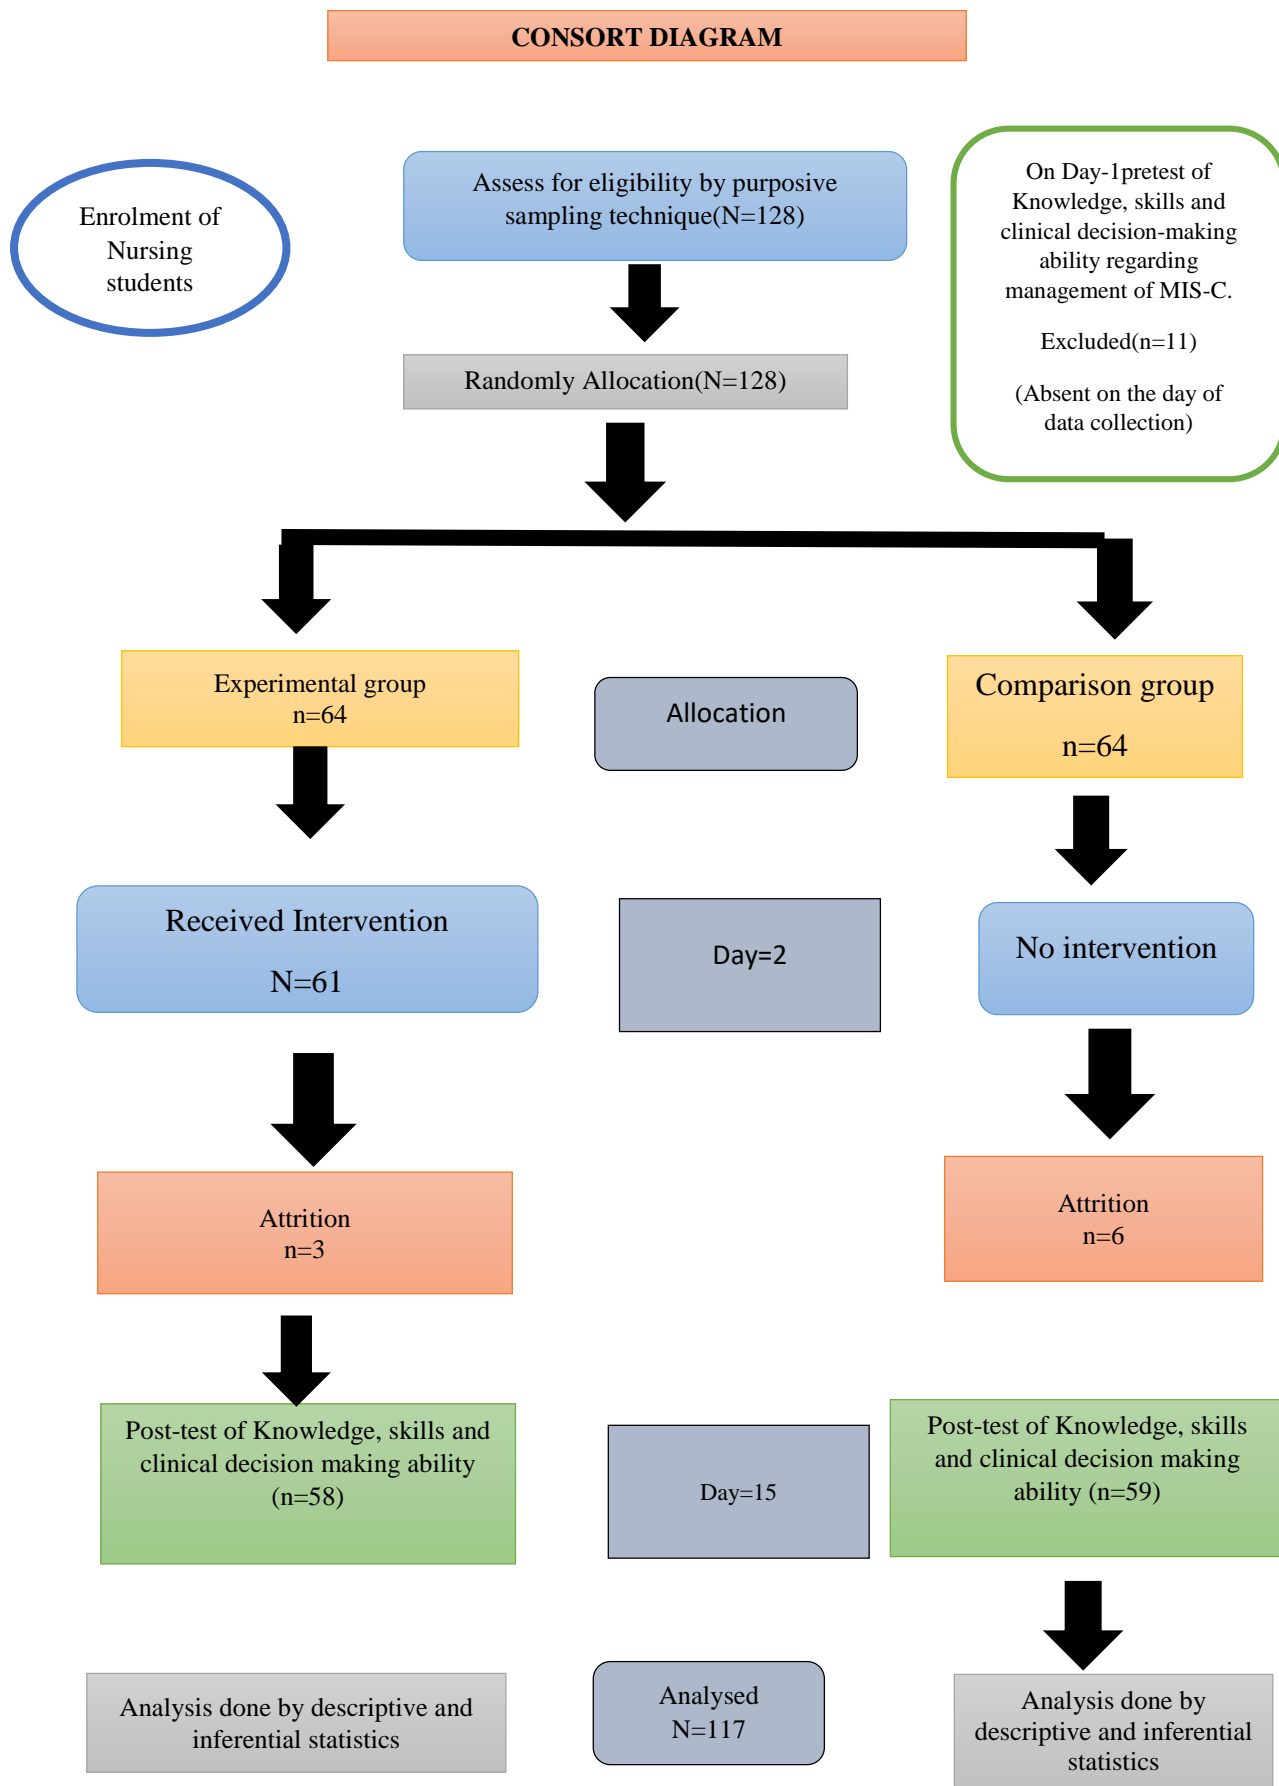 CONSORT DIAGRAM
Enrolment of
Nursing
students
Assess for eligibility by purposive
sampling technique(N=128)
On Day-1pretest of
Knowledge, skills and
clinical decision-making
ability regarding
management of MIS-C.
Excluded(n=11)
(Absent on the day of
data collection)
Randomly Allocation(N=128)
Experimental group
n=64
Allocation
Comparison group
n=64
Received Intervention
N=61
Day=2
No intervention
Attrition
n=3
Attrition
n=6
Post-test of Knowledge, skills and
clinical decision making ability
(n=58)
Day=15
Post-test of Knowledge, skills
and clinical decision making
ability (n=59)
Analysis done by descriptive and
inferential statistics
Analysed
N=117
Analysis done by
descriptive and inferential
statistics